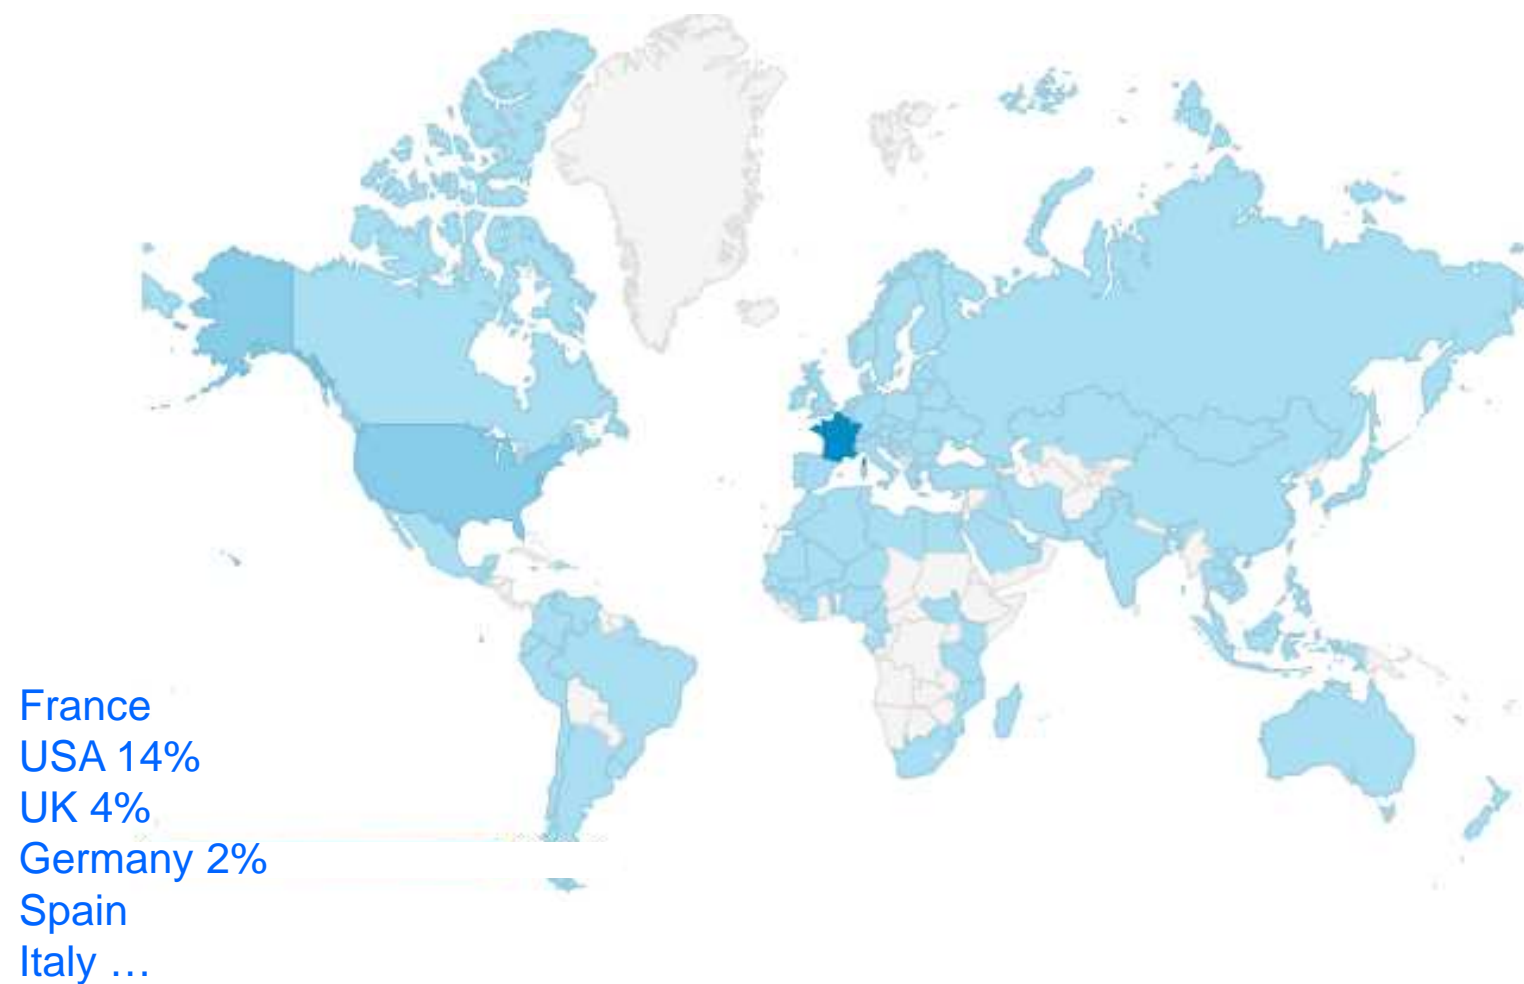 France
USA 14%
UK 4%
Germany 2%
Spain
Italy …